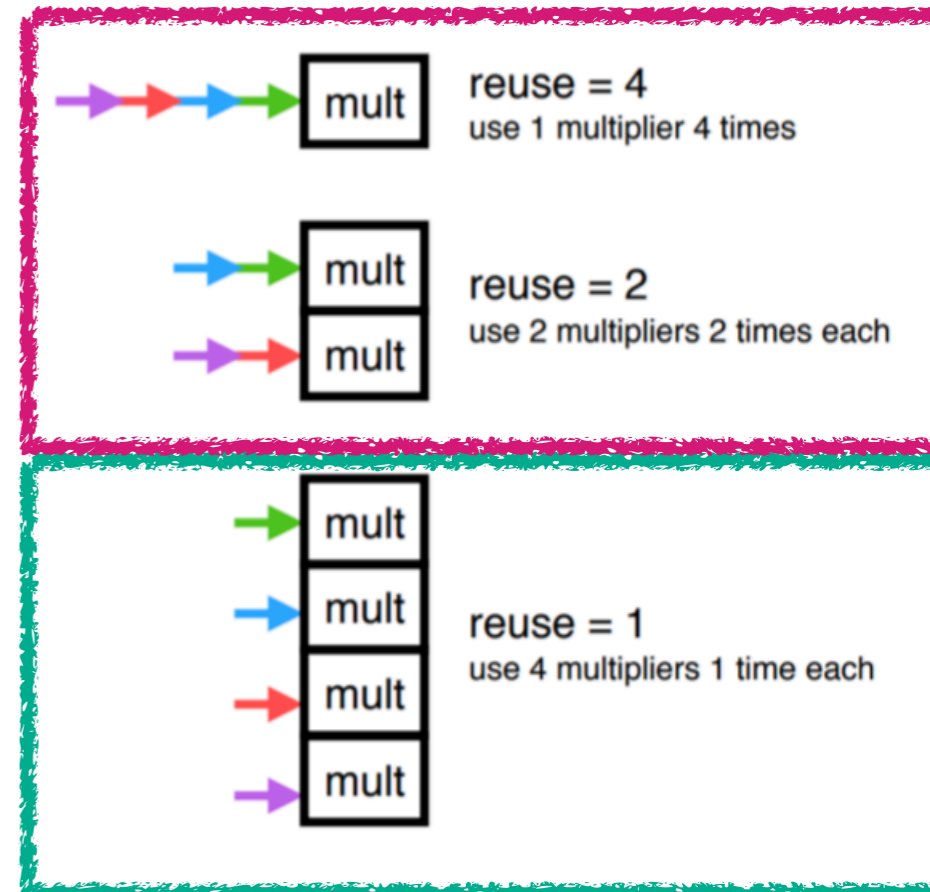 mult
reuse = 4
use 1 multiplier 4 times
mult
mult
reuse = 2
use 2 multipliers 2 times each
mult
mult
mult
mult
reuse = 1
use 4 multipliers 1 time each